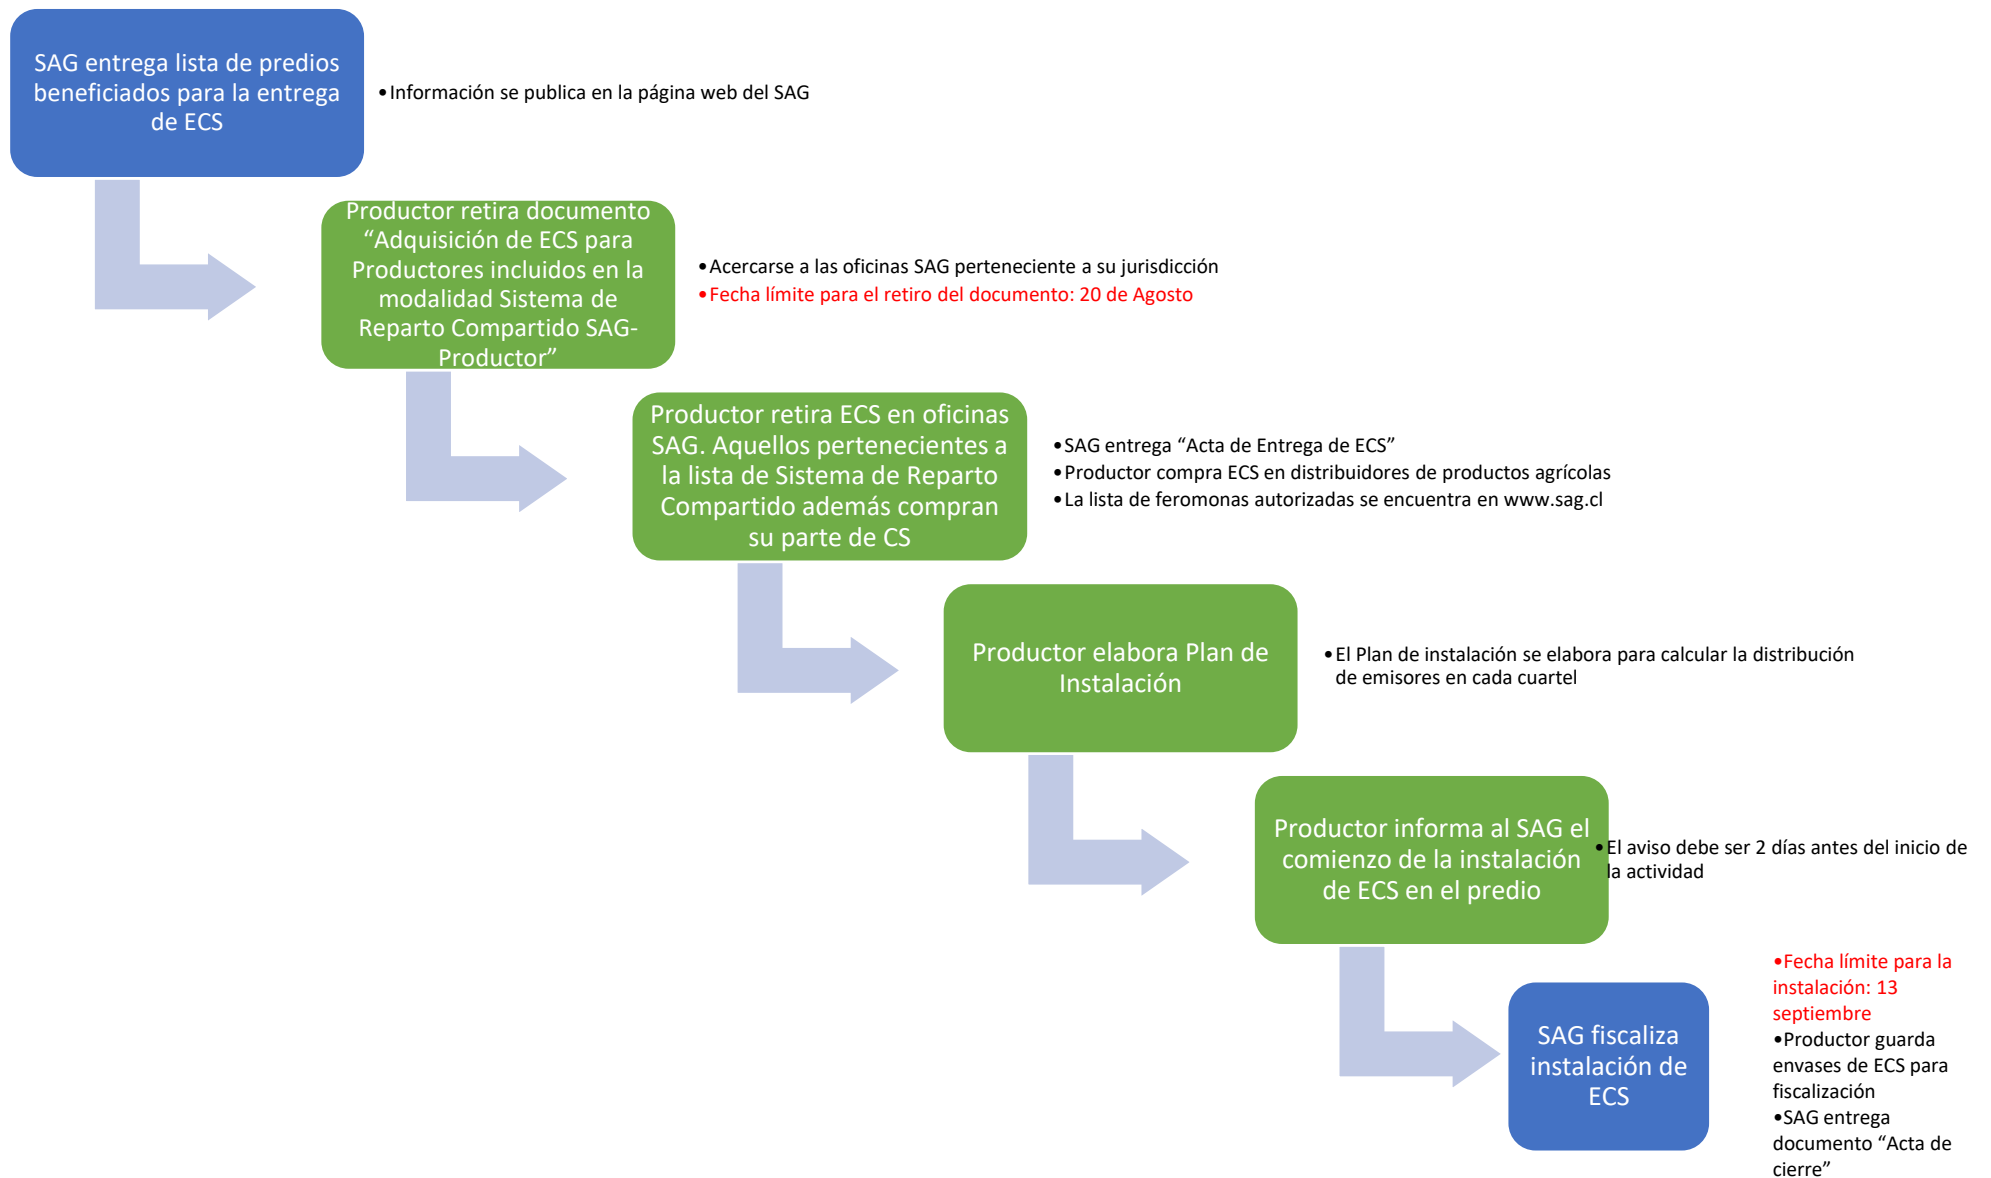 SAG entrega lista de predios
beneficiados para la entrega
de ECS
•Información se publica en la página web del SAG
Productor retira documento
“Adquisición de ECS para
Productores incluidos en la
modalidad Sistema de
Reparto Compartido SAG-
Productor”
•Acercarse a las oficinas SAG perteneciente a su jurisdicción
•Fecha límite para el retiro del documento: 20 de Agosto
Productor retira ECS en oficinas
SAG. Aquellos pertenecientes a
la lista de Sistema de Reparto
Compartido además compran
su parte de CS
•SAG entrega “Acta de Entrega de ECS”
•Productor compra ECS en distribuidores de productos agrícolas
•La lista de feromonas autorizadas se encuentra en www.sag.cl
Productor elabora Plan de
Instalación
•El Plan de instalación se elabora para calcular la distribución
de emisores en cada cuartel
Productor informa al SAG el
comienzo de la instalación
de ECS en el predio
•El aviso debe ser 2 días antes del inicio de
la actividad
SAG fiscaliza
instalación de
ECS
•Fecha límite para la
instalación: 13
septiembre
•Productor guarda
envases de ECS para
fiscalización
•SAG entrega
documento “Acta de
cierre”